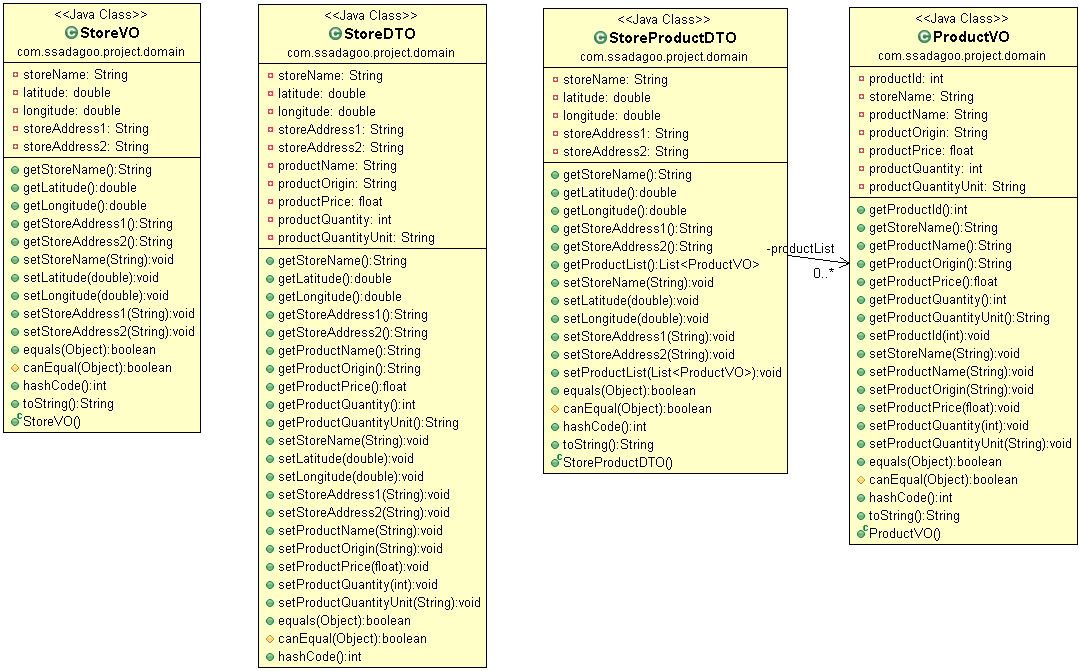 <<Java Class>>
StoreVO
com.ssadagoo.project.domain
storeName: String
latitude: double
longitude: double
storeAddress1: String
storeAddress2: String
getStoreName():String
getLatitude():double
getLongitude():double
getStoreAddress1():String
getStoreAddress2():String
setStoreName(String):void
setLatitude(double):void
setLongitude(double):void
setStoreAddress1(String):void
setStoreAddress2(String):void
equals(Object):boolean
canEqual(Object):boolean
hashCode():int
toString():String
StoreVO()
<<Java Class>>
StoreDTO
com.ssadagoo.project.domain
storeName: String
latitude: double
longitude: double
storeAddress1: String
storeAddress2: String
productName: String
productOrigin: String
productPrice: float
productQuantity: int
productQuantityUnit: String
getStoreName():String
getLatitude():double
getLongitude():double
getStoreAddress1():String
getStoreAddress2():String
getProductName():String
getProductOrigin():String
getProductPrice():float
getProductQuantity():int
getProductQuantityUnit():String
setStoreName(String):void
setLatitude(double):void
setLongitude(double):void
setStoreAddress1(String):void
setStoreAddress2(String):void
setProductName(String):void
setProductOrigin(String):void
setProductPrice(float):void
setProductQuantity(int):void
setProductQuantityUnit(String):void
equals(Object):boolean
canEqual(Object):boolean
hashCode():int
<<Java Class>>
StoreProductDTO
com.ssadagoo.project.domain
storeName: String
latitude: double
longitude: double
storeAddress1: String
storeAddress2: String
getStoreName():String
getLatitude():double
getLongitude():double
getStoreAddress1():String
getStoreAddress2():String
getProductList():List<ProductVO>
setStoreName(String):void
setLatitude(double):void
setLongitude(double):void
setStoreAddress1(String):void
setStoreAddress2(String):void
setProductList(List<ProductVO>):void
equals(Object):boolean
canEqual(Object):boolean
hashCode():int
toString():String
StoreProductDTO()
-productList
0..*
<<Java Class>>
ProductVO
com.ssadagoo.project.domain
productId: int
storeName: String
productName: String
productOrigin: String
productPrice: float
productQuantity: int
productQuantityUnit: String
getProductId():int
getStoreName():String
getProductName():String
getProductOrigin():String
getProductPrice():float
getProductQuantity():int
getProductQuantityUnit():String
setProductId(int):void
setStoreName(String):void
setProductName(String):void
setProductOrigin(String):void
setProductPrice(float):void
setProductQuantity(int):void
setProductQuantityUnit(String):void
equals(Object):boolean
canEqual(Object):boolean
hashCode():int
toString():String
ProductVO()